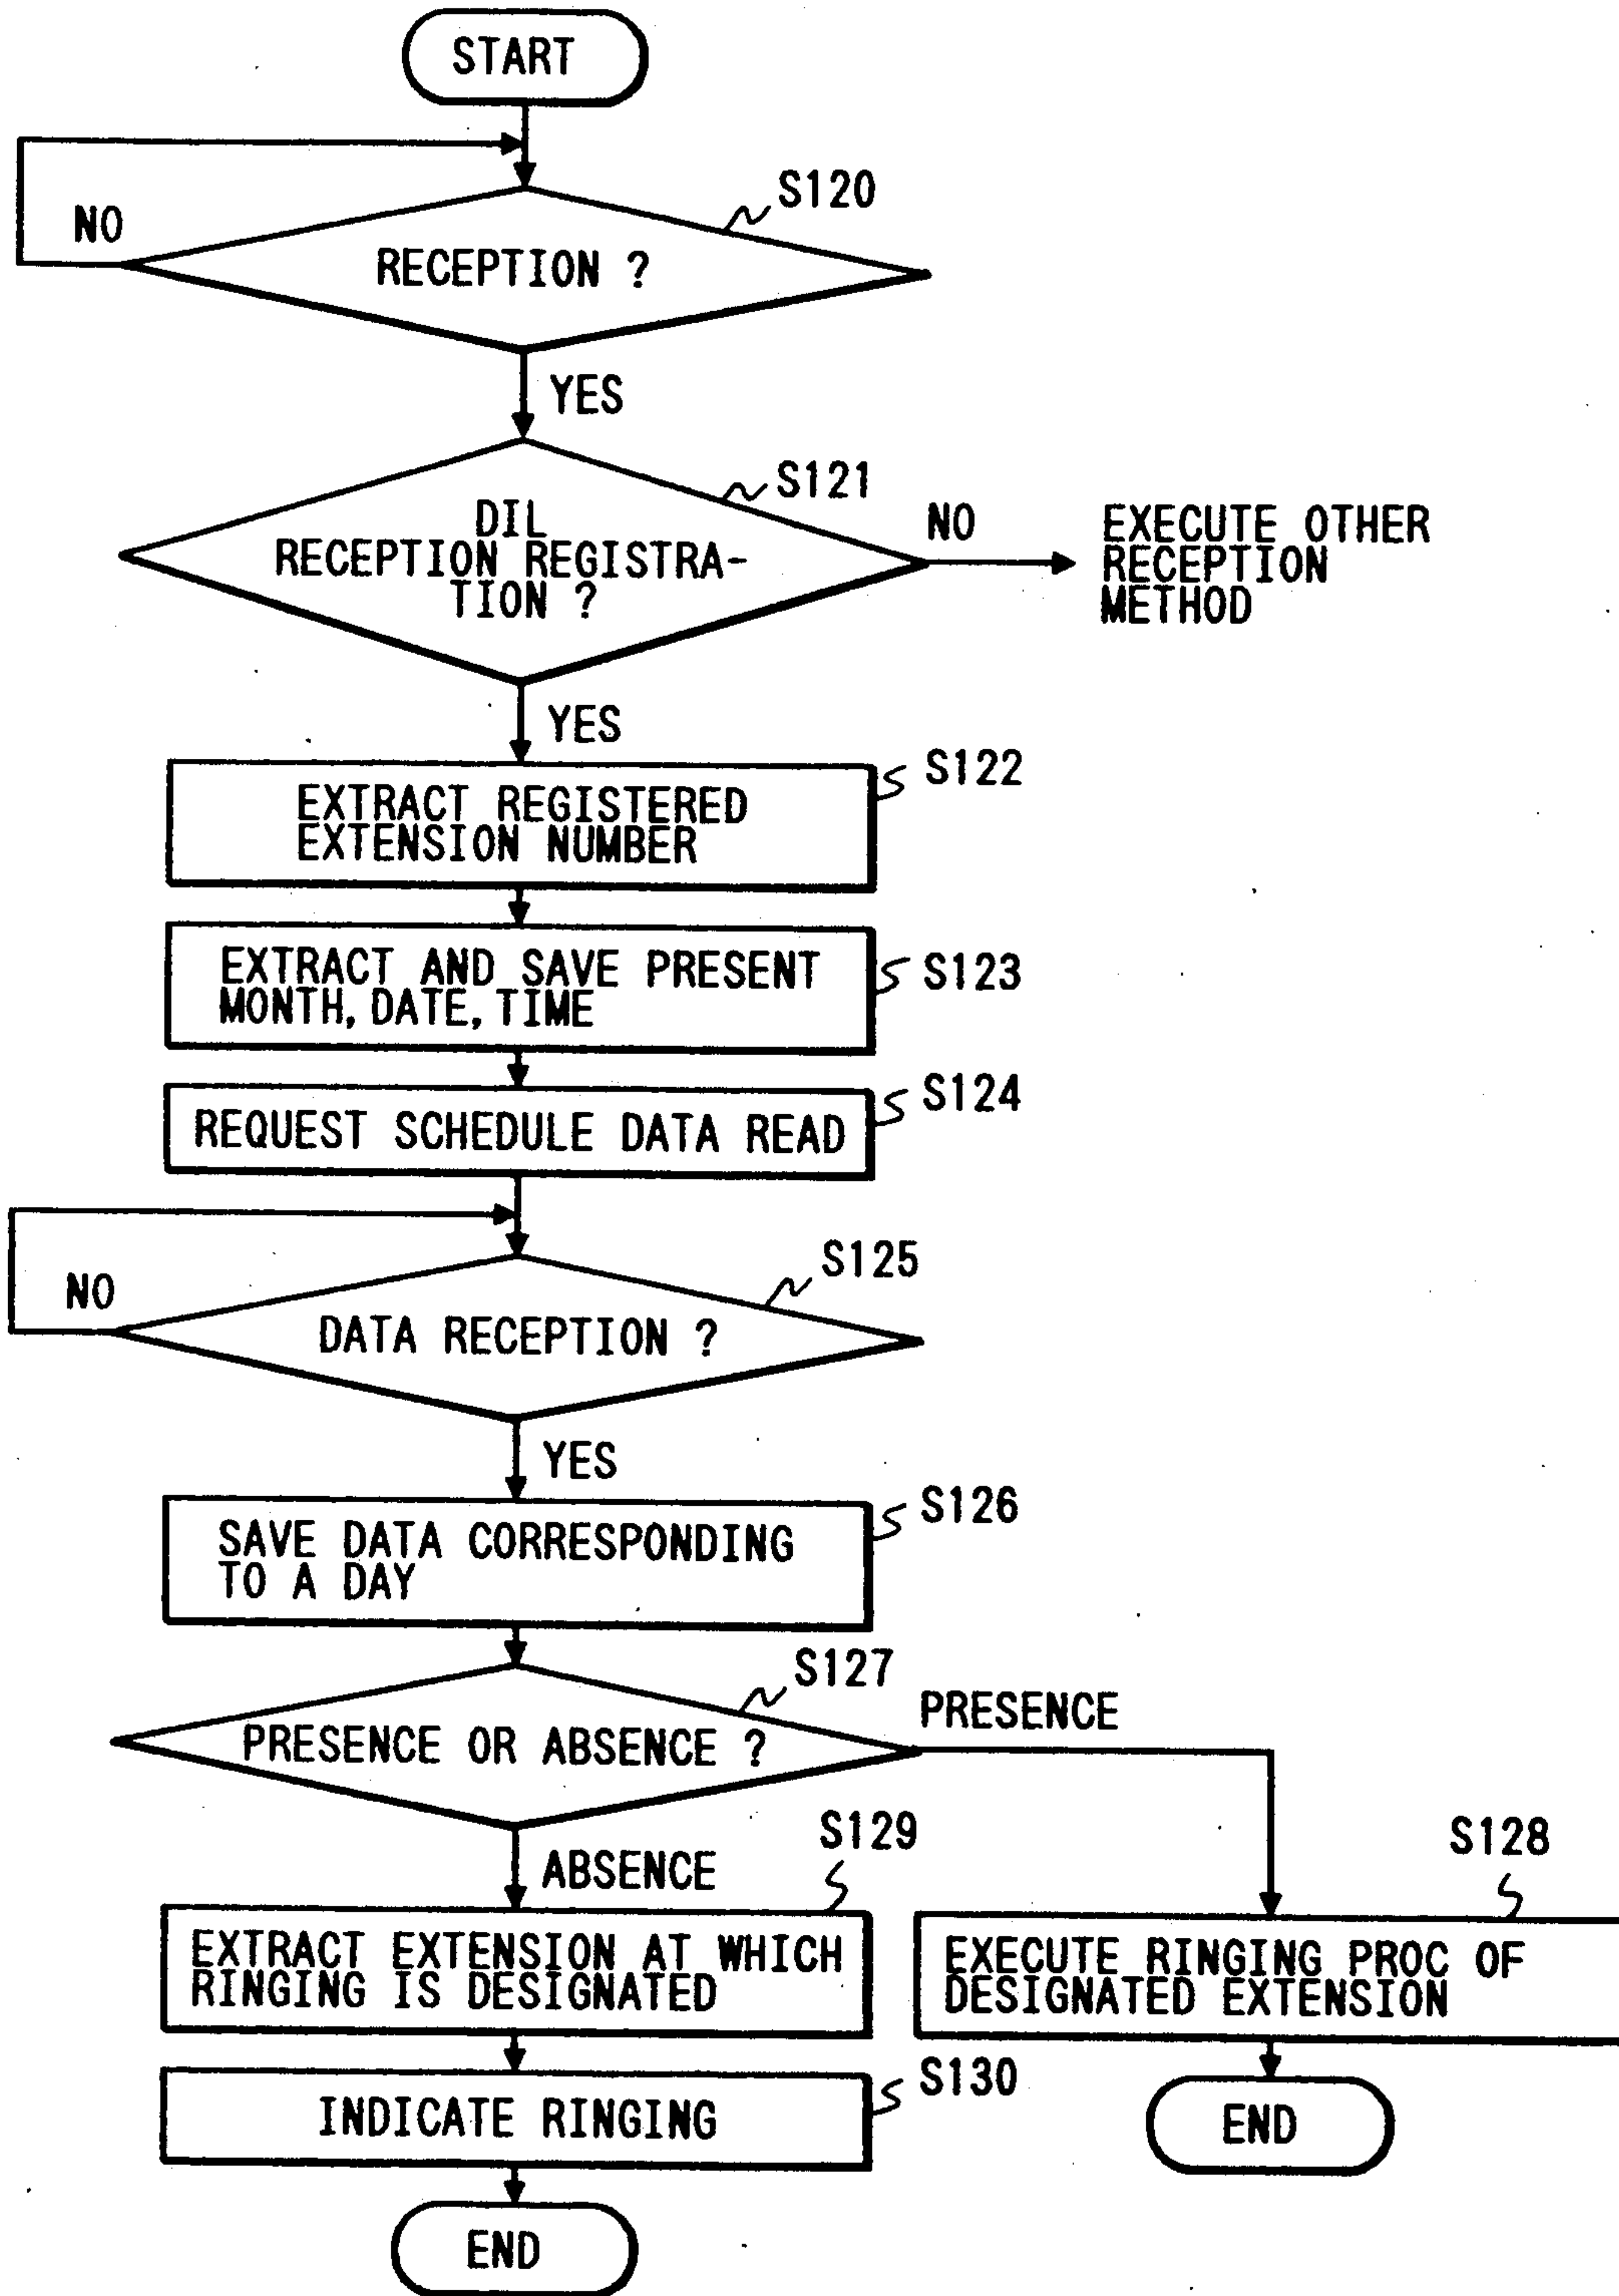 START
S120
NO
RECEPTION ?
YES
S121
DIL
RECEPTION REGISTRA-
TION ?
NO
EXECUTE OTHER
RECEPTION
METHOD
YES
S122
EXTRACT REGISTERED
EXTENSION NUMBER
S123
EXTRACT AND SAVE PRESENT
MONTH, DATE, TIME
S124
REQUEST SCHEDULE DATA READ
S125
NO
DATA RECEPTION ?
YES
S126
SAVE DATA CORRESPONDING
TO A DAY
S127
PRESENCE
PRESENCE OR ABSENCE ?
S129
S128
ABSENCE
EXTRACT EXTENSION AT WHICH
RINGING IS DESIGNATED
EXECUTE RINGING PROC OF
DESIGNATED EXTENSION
S130
INDICATE RINGING
END
END